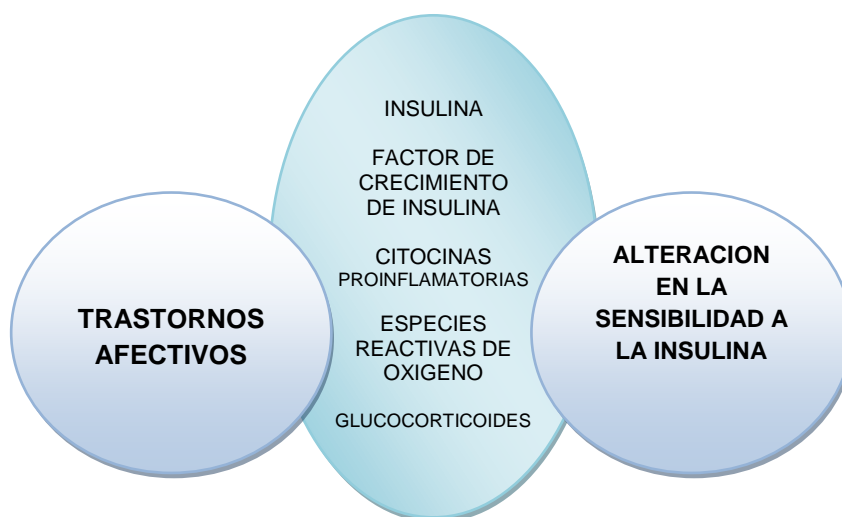 INSULINA
FACTOR DE
CRECIMIENTO
DE INSULINA
CITOCINAS
PROINFLAMATORIAS
ESPECIES
REACTIVAS DE
OXIGENO
GLUCOCORTICOIDES
TRASTORNOS
AFECTIVOS
ALTERACION
EN LA
SENSIBILIDAD A
LA INSULINA